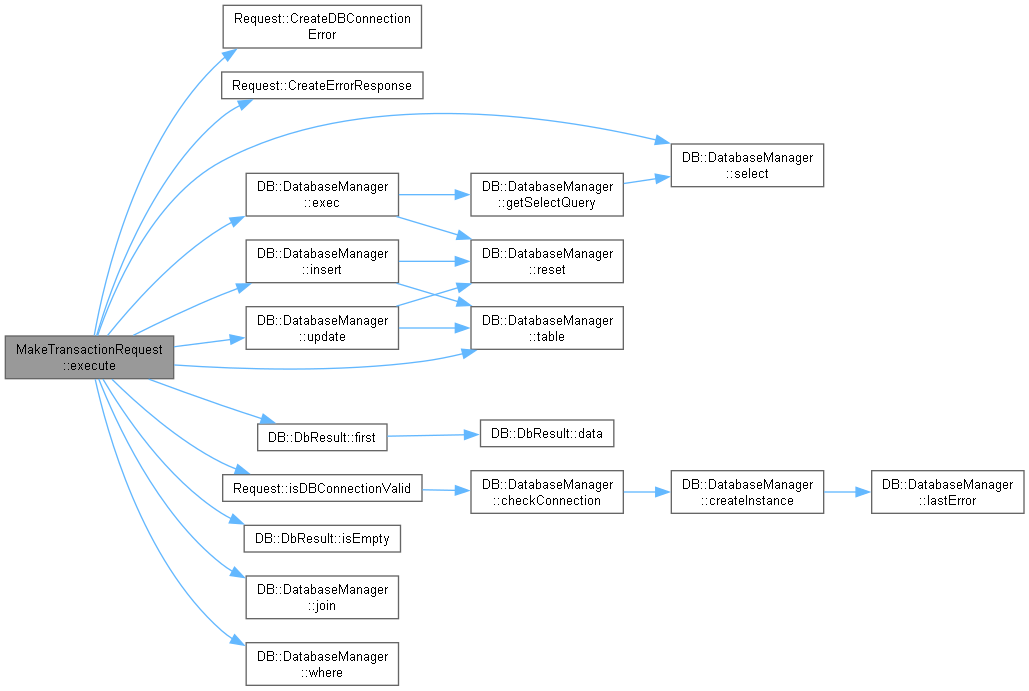 Request::CreateDBConnection
Error
Request::CreateErrorResponse
DB::DatabaseManager
::select
DB::DatabaseManager
::exec
DB::DatabaseManager
::getSelectQuery
DB::DatabaseManager
::insert
DB::DatabaseManager
::reset
DB::DatabaseManager
::update
DB::DatabaseManager
::table
MakeTransactionRequest
::execute
DB::DbResult::first
DB::DbResult::data
Request::isDBConnectionValid
DB::DatabaseManager
::checkConnection
DB::DatabaseManager
::createInstance
DB::DatabaseManager
::lastError
DB::DbResult::isEmpty
DB::DatabaseManager
::join
DB::DatabaseManager
::where